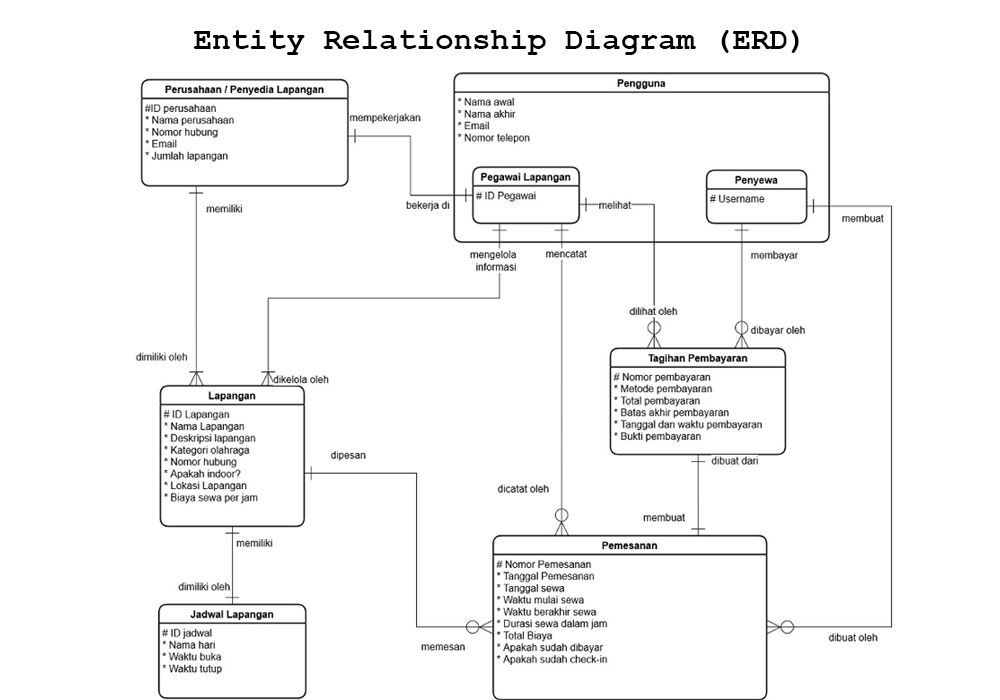 Entity Relationship Diagram (ERD)
Perusahaan / Penyedia Lapangan
#ID perusahaan
* Nama perusahaan
* Nomor hubung
* Email
* Jumlah lapangan
mempekerjakan
bekerja di
Pengguna
* Nama awal
* Nama akhir
* Email
* Nomor telepon
Pegawai Lapangan
# ID Pegawai
melihat
Penyewa
# Username
membuat
memiliki
mengelola
informasi
mencatat
membayar
dilihat oleh
dibayar oleh
dimiliki oleh
dikelola oleh
Tagihan Pembayaran
# Nomor pembayaran
* Metode pembayaran
* Total pembayaran
* Batas akhir pembayaran
* Tanggal dan waktu pembayaran
* Bukti pembayaran
Lapangan
# ID Lapangan
* Nama Lapangan
* Deskripsi lapangan
* Kategori olahraga
* Nomor hubung
* Apakah indoor?
* Lokasi Lapangan
* Biaya sewa per jam
dipesan
dibuat dari
dicatat oleh
membuat
memiliki
dimiliki oleh
Pemesanan
# Nomor Pemesanan
* Tanggal Pemesanan
* Tanggal sewa
* Waktu mulai sewa
* Waktu berakhir sewa
* Durasi sewa dalam jam
* Total Biaya
* Apakah sudah dibayar
* Apakah sudah check-in
Jadwal Lapangan
# ID jadwal
* Nama hari
* Waktu buka
* Waktu tutup
memesan
dibuat oleh